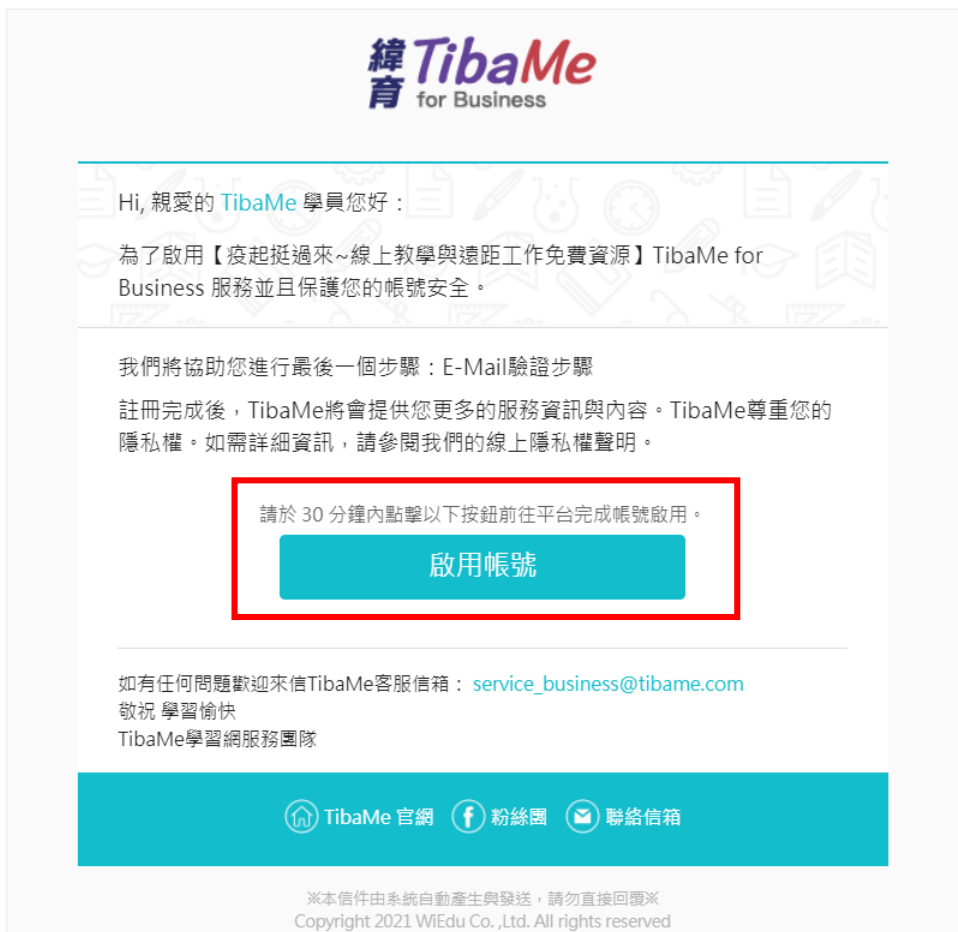 緯育 TibaMe
for Business
Hi, 親愛的 TibaMe 學員您好：
為了啟用【疫起挺過來~線上教學與遠距工作免費資源】TibaMe for
Business 服務並且保護您的帳號安全。
我們將協助您進行最後一個步驟：E-Mail驗證步驟
註冊完成後，TibaMe將會提供您更多的服務資訊與內容。TibaMe尊重您的
隱私權。如需詳細資訊，請參閱我們的線上隱私權聲明。
請於 30 分鐘內點擊以下按鈕前往平台完成帳號啟用。
啟用帳號
如有任何問題歡迎來信TibaMe客服信箱： service_business@tibame.com
敬祝 學習愉快
TibaMe學習網服務團隊
TibaMe 官網 粉絲團 聯絡信箱
※本信件由系統自動產生與發送，請勿直接回覆※
Copyright 2021 WiEdu Co. ,Ltd. All rights reserved